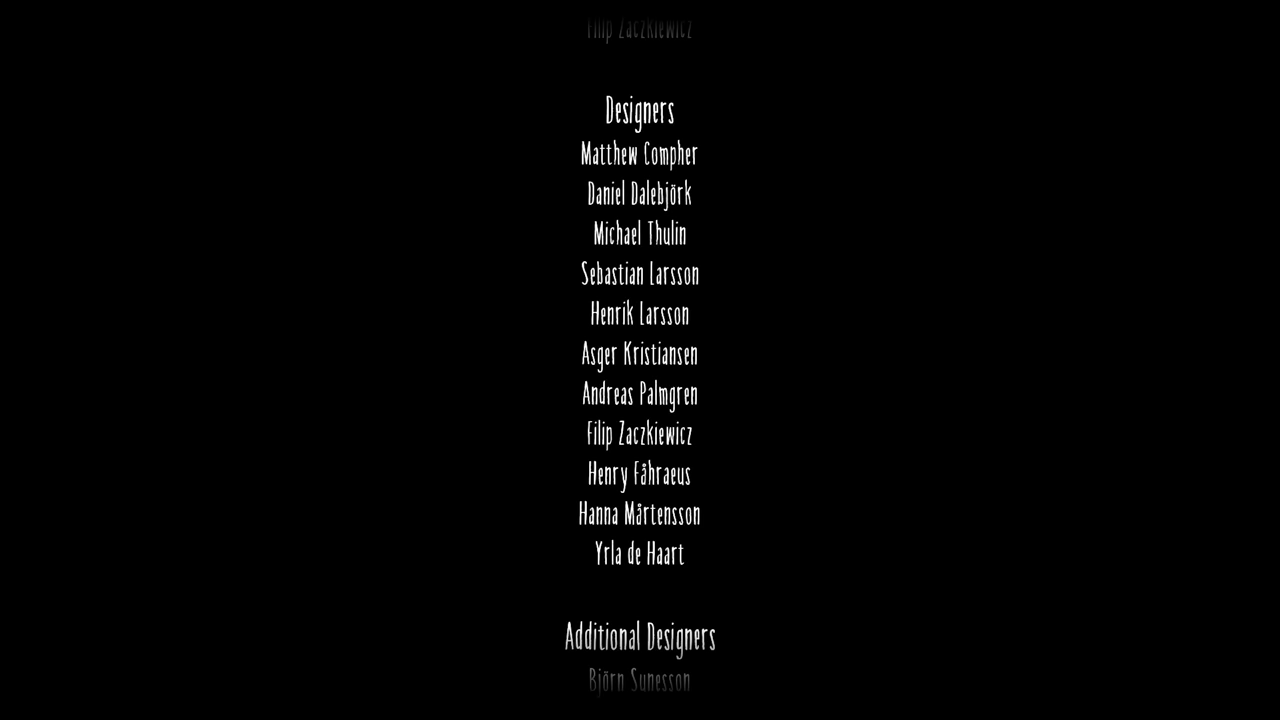 Filip Zaczkiewicz
Designers
Matthew Compher
Daniel Dalebjörk
Michael Thulin
Sebastian Larsson
Henrik Larsson
Asger Kristiansen
Andreas Palmgren
Filip Zaczkiewicz
Henry Fåhraeus
Hanna Mårtensson
Yrla de Haart
Additional Designers
Björn Sunesson